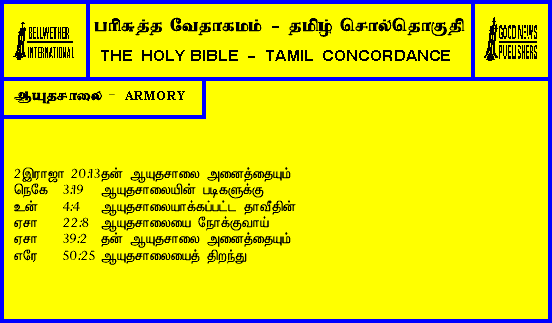 BELLWETHER
INTERNATIONAL
பரிசுத்த வேதாகமம் - தமிழ் சொல்தொகுதி
THE HOLY BIBLE - TAMIL CONCORDANCE
GOOD NEWS
PUBLISHERS
ஆயுதசாலை - ARMORY
2இராஜா 20:13 தன் ஆயுதசாலை அனைத்தையும்
நெகே 3:19 ஆயுதசாலையின் படிகளுக்கு
உன் 4:4 ஆயுதசாலையாக்கப்பட்ட தாவீதின்
ஏசா 22:8 ஆயுதசாலையை நோக்குவாய்
ஏசா 39:2 தன் ஆயுதசாலை அனைத்தையும்
எரே 50:25 ஆயுதசாலையைத் திறந்து